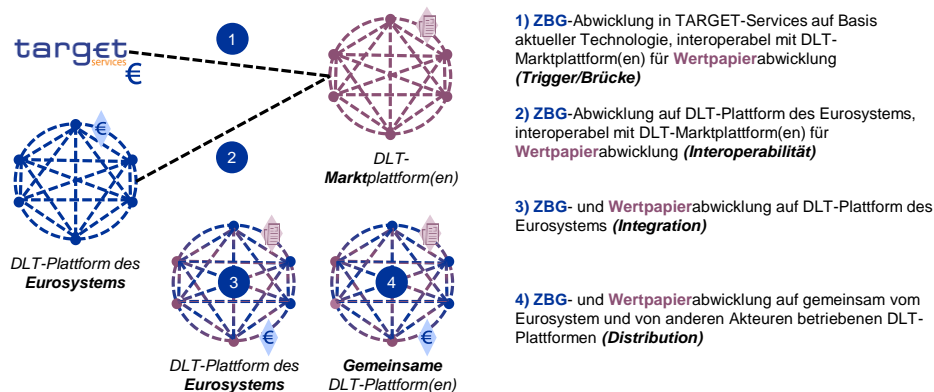 target
services
€
1
DLT-
Marktplattform(en)
€
2
DLT-Plattform des
Eurosystems
3
€
DLT-Plattform des
Eurosystems
4
€
Gemeinsame
DLT-Plattform(en)
1) ZBG-Abwicklung in TARGET-Services auf Basis
aktueller Technologie, interoperabel mit DLT-
Marktplattform(en) für Wertpapierabwicklung
(Trigger/Brücke)
2) ZBG-Abwicklung auf DLT-Plattform des Eurosystems,
interoperabel mit DLT-Marktplattform(en) für
Wertpapierabwicklung (Interoperabilität)
3) ZBG- und Wertpapierabwicklung auf DLT-Plattform des
Eurosystems (Integration)
4) ZBG- und Wertpapierabwicklung auf gemeinsam vom
Eurosystem und von anderen Akteuren betriebenen DLT-
Plattformen (Distribution)